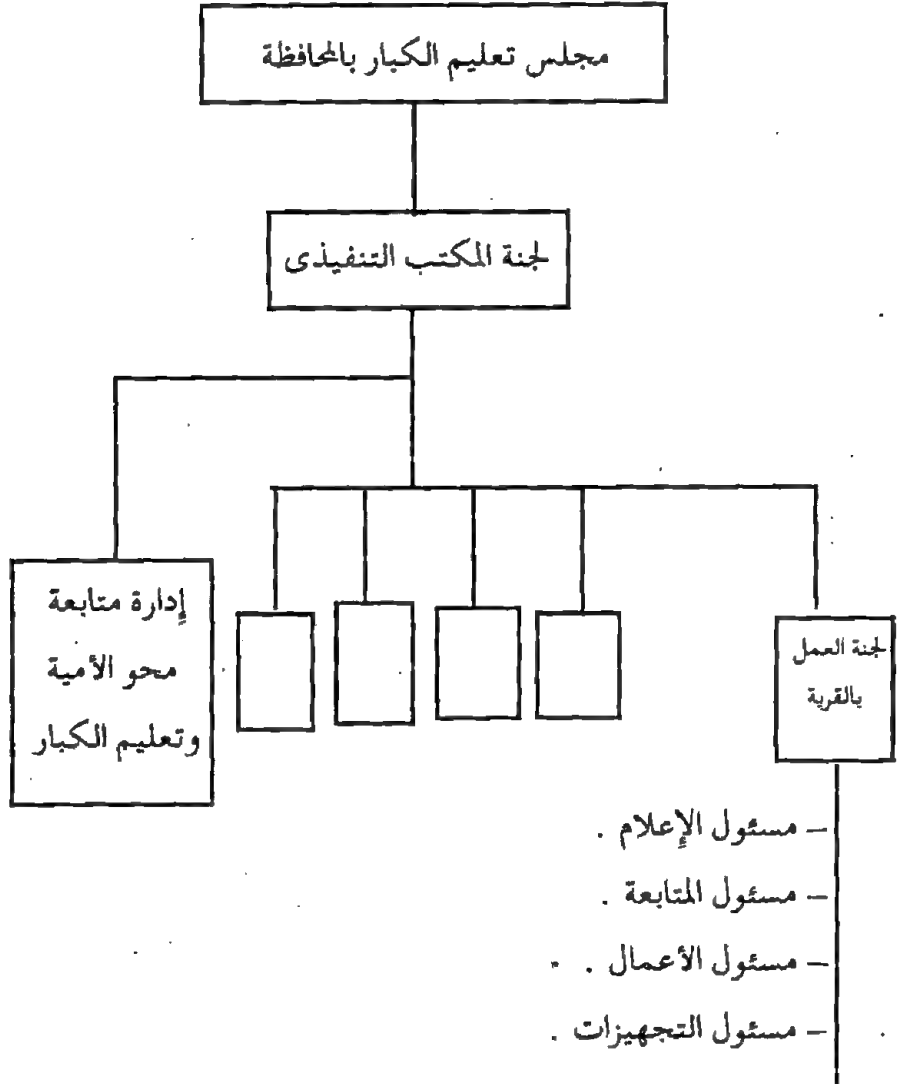 مجلس تعليم الكبار بالمحافظة
لجنة المكتب التنفيذى
إدارة متابعة
محو الأمية
وتعليم الكبار
لجنة العمل
بالقرية
– مسئول الإعلام .
– مسئول المتابعة .
– مسئول الأعمال .
– مسئول التجهيزات .